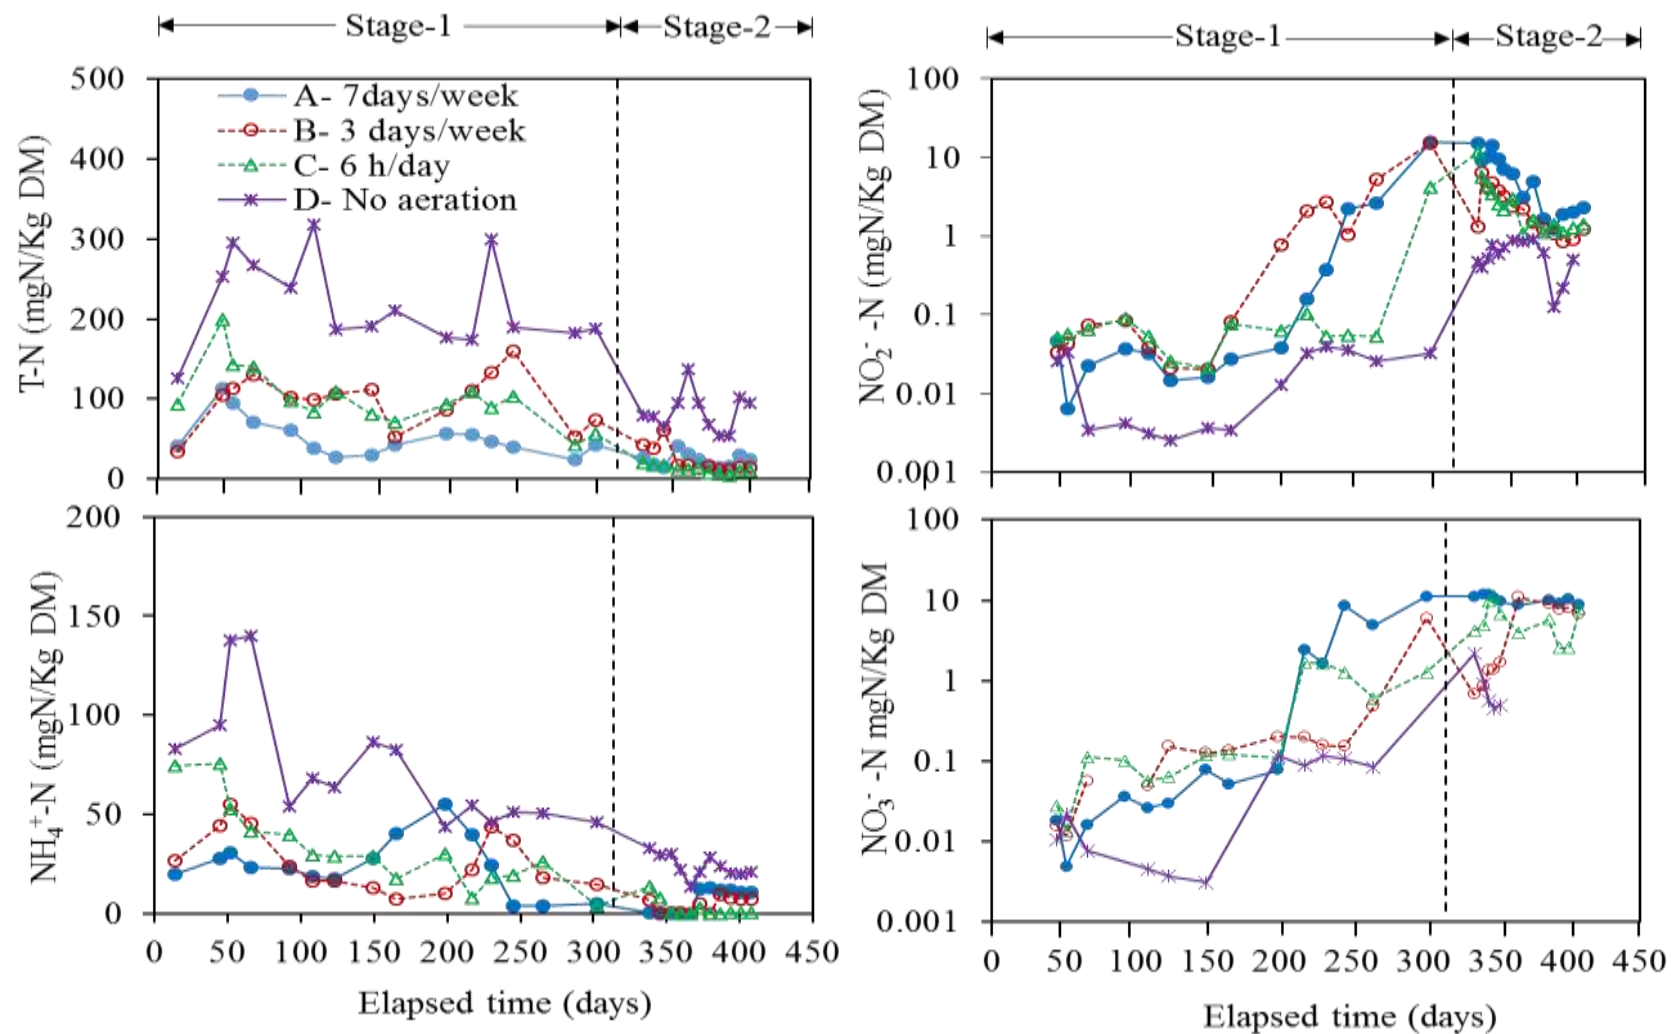 Stage-1 Stage-2
500
400
300
200
100
0
T-N (mgN/Kg DM)
A- 7days/week
B- 3 days/week
C- 6 h/day
D- No aeration
Stage-1 Stage-2
100
10
1
0.1
0.01
0.001
NO2- -N (mgN/Kg DM)
200
150
100
50
0
NH4+-N (mgN/Kg DM)
0 50 100 150 200 250 300 350 400 450
Elapsed time (days)
100
10
1
0.1
0.01
0.001
NO3- -N mgN/Kg DM
0 50 100 150 200 250 300 350 400 450
Elapsed time (days)